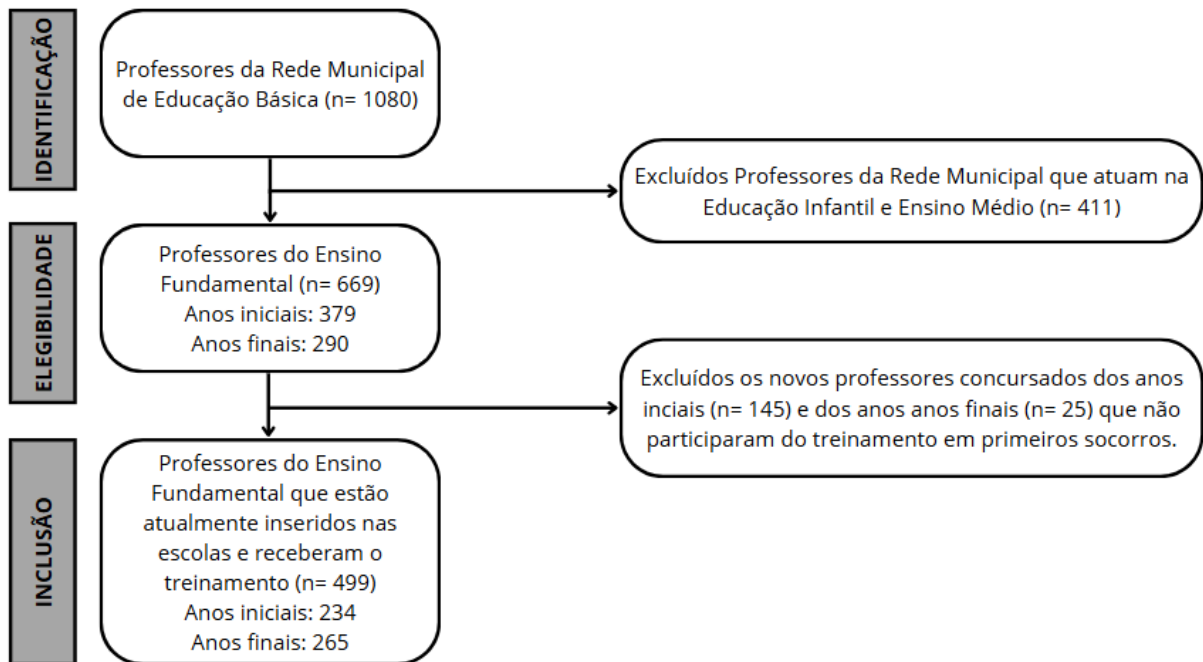 IDENTIFICAÇÃO
Professores da Rede Municipal
de Educação Básica (n= 1080)
Excluídos Professores da Rede Municipal que atuam na
Educação Infantil e Ensino Médio (n= 411)
ELEGIBILIDADE
Professores do Ensino
Fundamental (n= 669)
Anos iniciais: 379
Anos finais: 290
Excluídos os novos professores concursados dos anos
inciais (n= 145) e dos anos anos finais (n= 25) que não
participaram do treinamento em primeiros socorros.
INCLUSÃO
Professores do Ensino
Fundamental que estão
atualmente inseridos nas
escolas e receberam o
treinamento (n= 499)
Anos iniciais: 234
Anos finais: 265